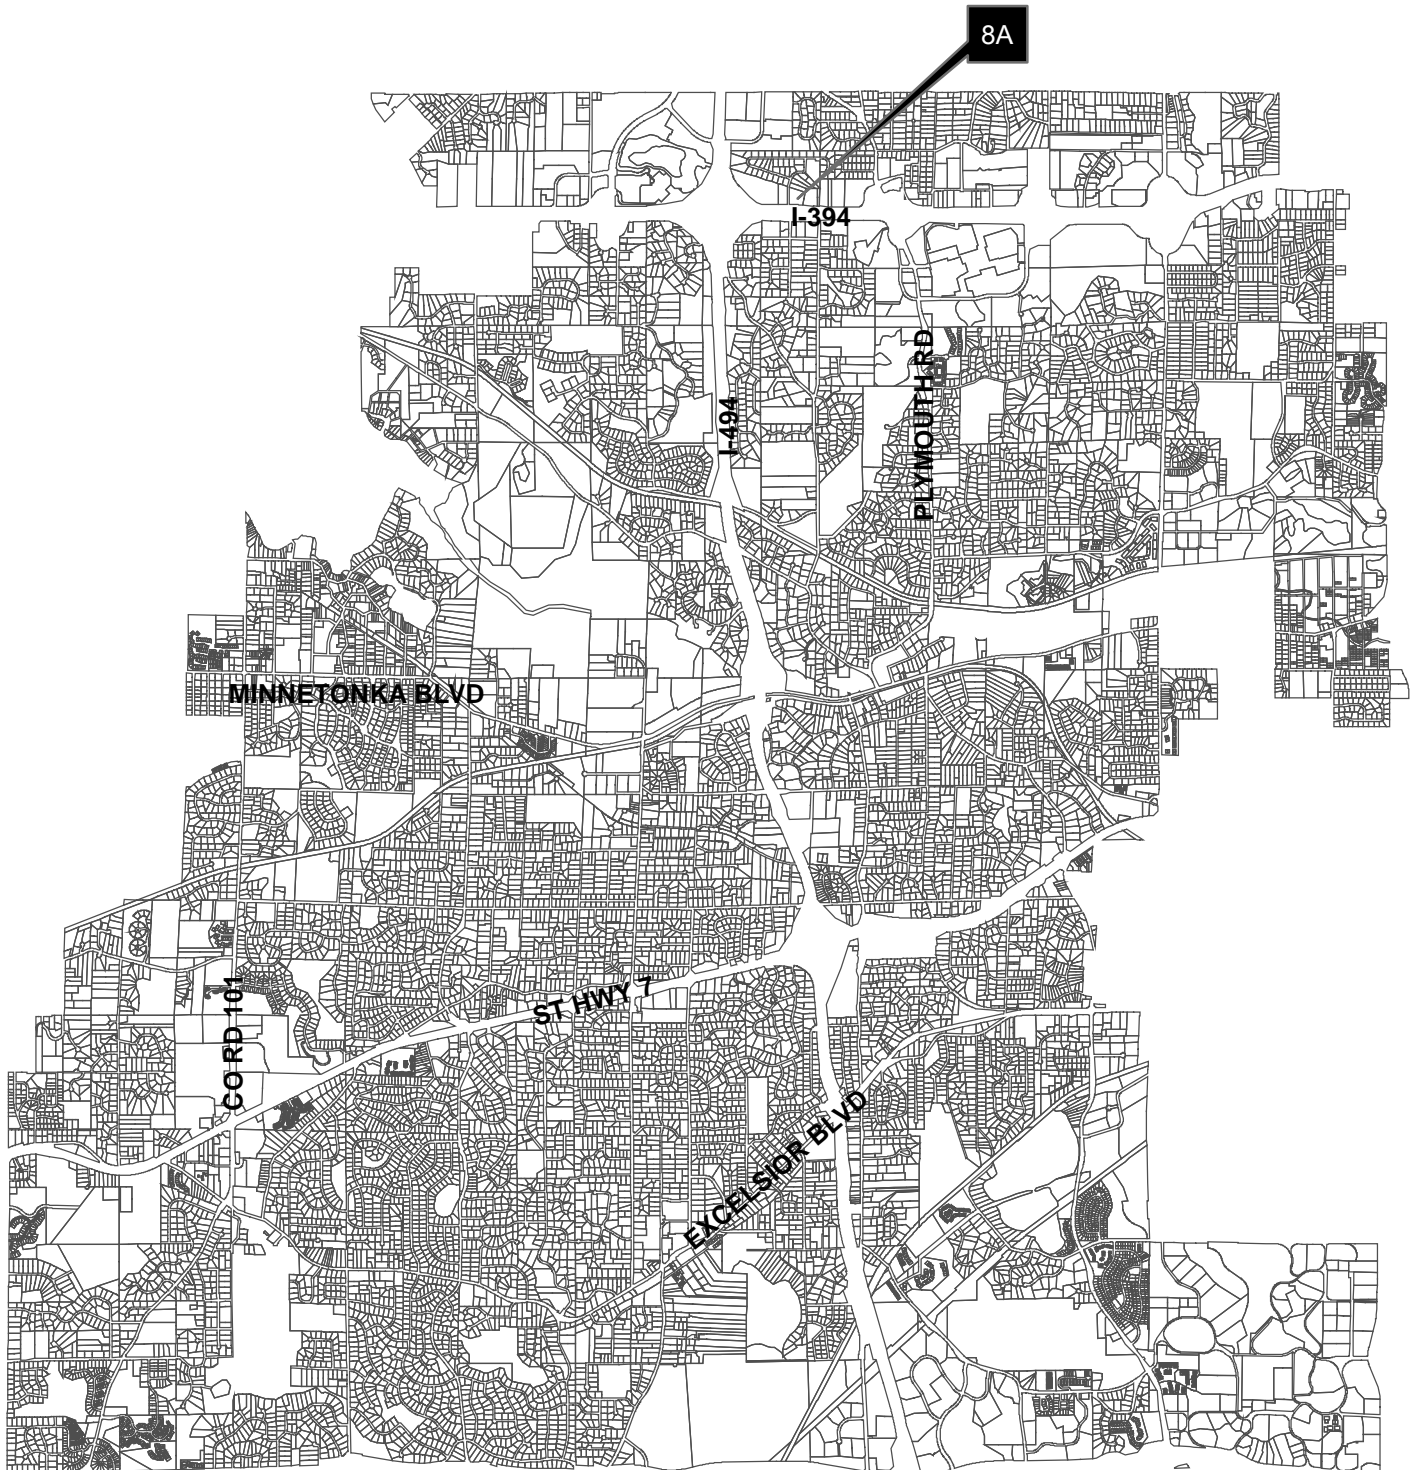 8A
I-394
PLYMOUTH RD
I-494
MINNETONKA BLVD
CO RD 101
ST HWY 7
EXCELSIOR BLVD